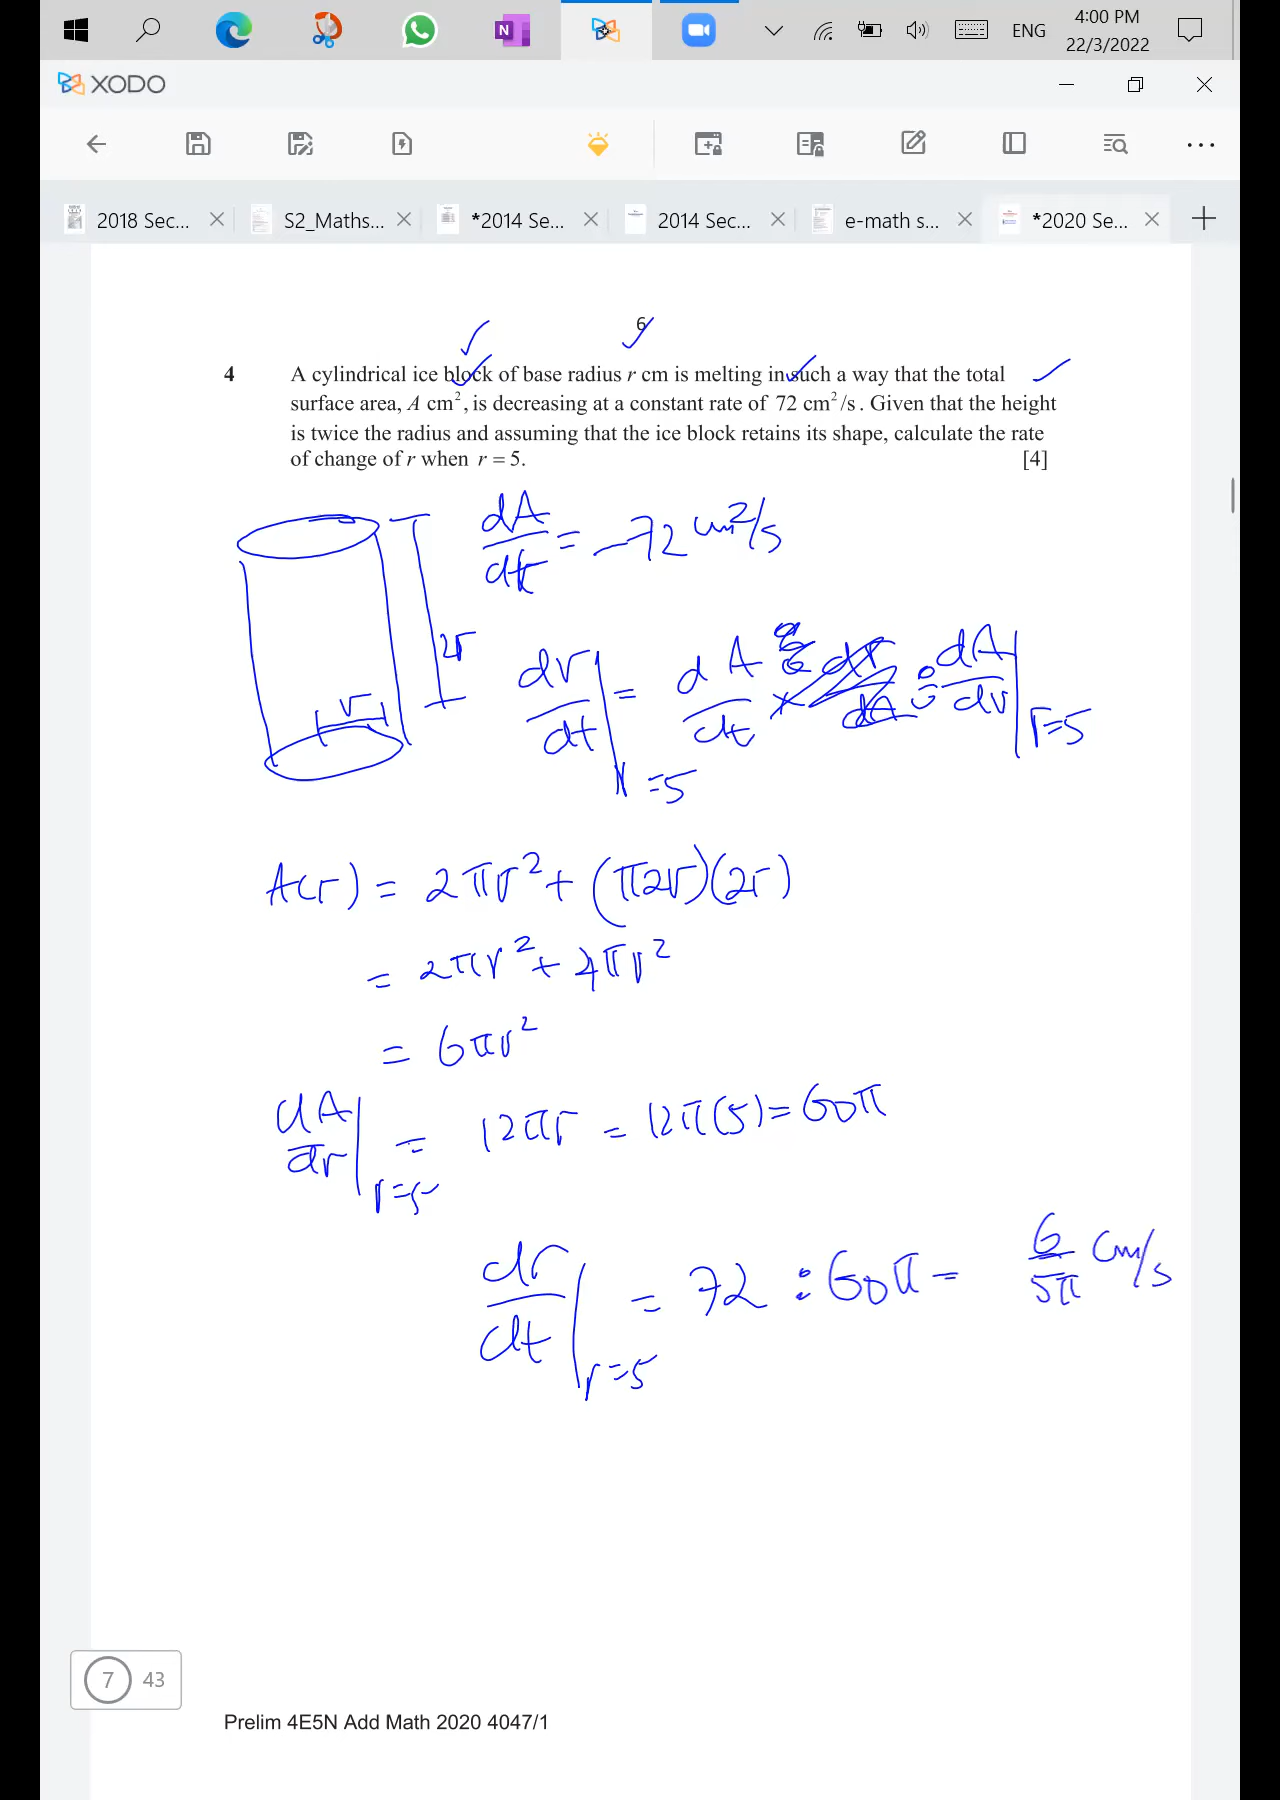 4:00 PM
ENG
22/3/2022
XODO
2018 Sec...
S2_Maths...
*2014 Se...
2014 Sec...
e-math s...
*2020 Se...
6
4 A cylindrical ice block of base radius r cm is melting in such a way that the total
surface area, A cm², is decreasing at a constant rate of 72 cm²/s. Given that the height
is twice the radius and assuming that the ice block retains its shape, calculate the rate
of change of r when r = 5. [4]
dA/dt = -72 cm²/s
2r
r
dr/dt | r=5 = dA/dt ÷ dA/dr | r=5
A(r) = 2πr² + (π2r)(2r)
= 2πr² + 4πr²
= 6πr²
dA/dr | r=5 = 12πr = 12π(5) = 60π
dr/dt | r=5 = 72 ÷ 60π = 6/5π cm/s
7 43
Prelim 4E5N Add Math 2020 4047/1